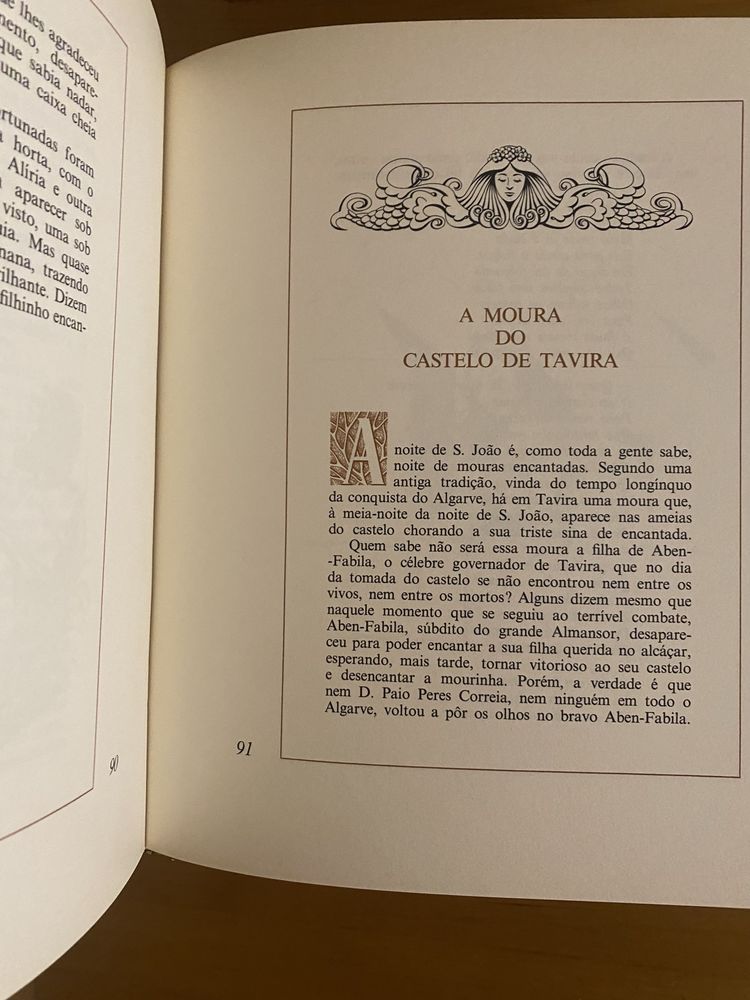 e lhes agradeceu
mento, desapare-
que sabia nadar,
uma caixa cheia
rtunadas foram
a horta, com o
Alíria e outra
aparecer sob
visto, uma sob
uia. Mas quase
mana, trazendo
rilhante. Dizem
filhinho encan-
90
A MOURA
DO
CASTELO DE TAVIRA
A
noite de S. João é, como toda a gente sabe,
noite de mouras encantadas. Segundo uma
antiga tradição, vinda do tempo longínquo
da conquista do Algarve, há em Tavira uma moura que,
à meia-noite da noite de S. João, aparece nas ameias
do castelo chorando a sua triste sina de encantada.
Quem sabe não será essa moura a filha de Aben-
-Fabila, o célebre governador de Tavira, que no dia
da tomada do castelo se não encontrou nem entre os
vivos, nem entre os mortos? Alguns dizem mesmo que
naquele momento que se seguiu ao terrível combate,
Aben-Fabila, súbdito do grande Almansor, desapare-
ceu para poder encantar a sua filha querida no alcáçar,
esperando, mais tarde, tornar vitorioso ao seu castelo
e desencantar a mourinha. Porém, a verdade é que
nem D. Paio Peres Correia, nem ninguém em todo o
Algarve, voltou a pôr os olhos no bravo Aben-Fabila.
91